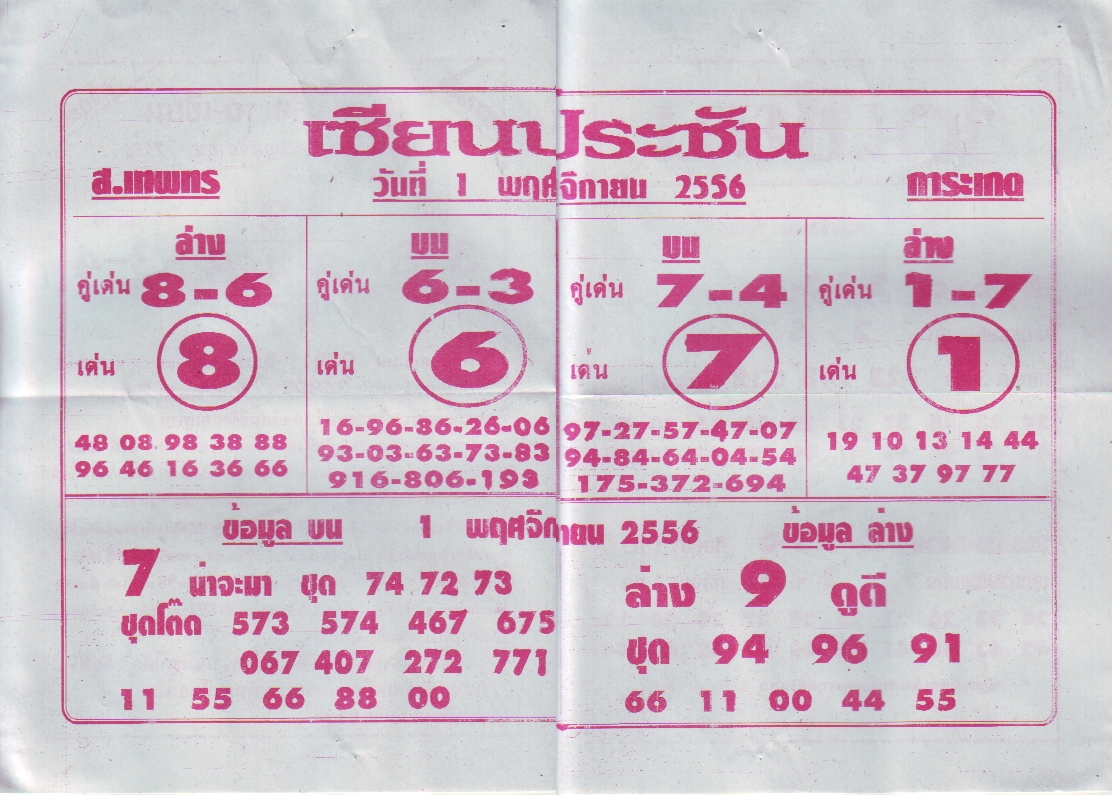 เซียนประชัน
ส.เทพทร วันที่ 1 พฤศจิกายน 2556 การะเกด
ล่าง
คู่เด่น 8-6
เด่น 8
48 08 98 38 88
96 46 16 36 66
บน
คู่เด่น 6-3
เด่น 6
16-96-86-26-06
93-03-63-73-83
916-806-193
บน
คู่เด่น 7-4
เด่น 7
97-27-57-47-07
94-84-64-04-54
175-372-694
ล่าง
คู่เด่น 1-7
เด่น 1
19 10 13 14 44
47 37 97 77
ข้อมูล บน 1 พฤศจิกายน 2556 ข้อมูล ล่าง
7 น่าจะมา ชุด 74 72 73
ชุดโต๊ด 573 574 467 675
067 407 272 771
11 55 66 88 00
ล่าง 9 ดูดี
ชุด 94 96 91
66 11 00 44 55